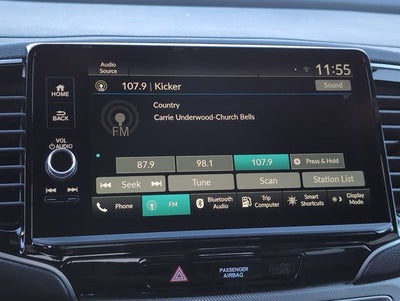 Audio
Source
11:55
HOME
107.9 | Kicker
Sound
BACK
Country
Carrie Underwood-Church Bells
FM
VOL
AUDIO
87.9
98.1
107.9
Press & Hold
Seek
Tune
Scan
Station List
Phone
FM
Bluetooth
Audio
Trip
Computer
Smart
Shortcuts
Display
Mode
PASSENGER
AIRBAG